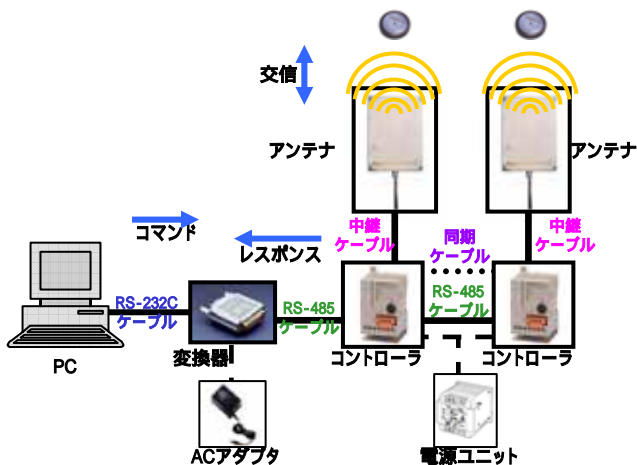 交信
アンテナ
アンテナ
コマンド
レスポンス
中継
ケーブル
同期
ケーブル
中継
ケーブル
RS-232C
ケーブル
RS-485
ケーブル
RS-485
ケーブル
PC
変換器
コントローラ
コントローラ
ACアダプタ
電源ユニット